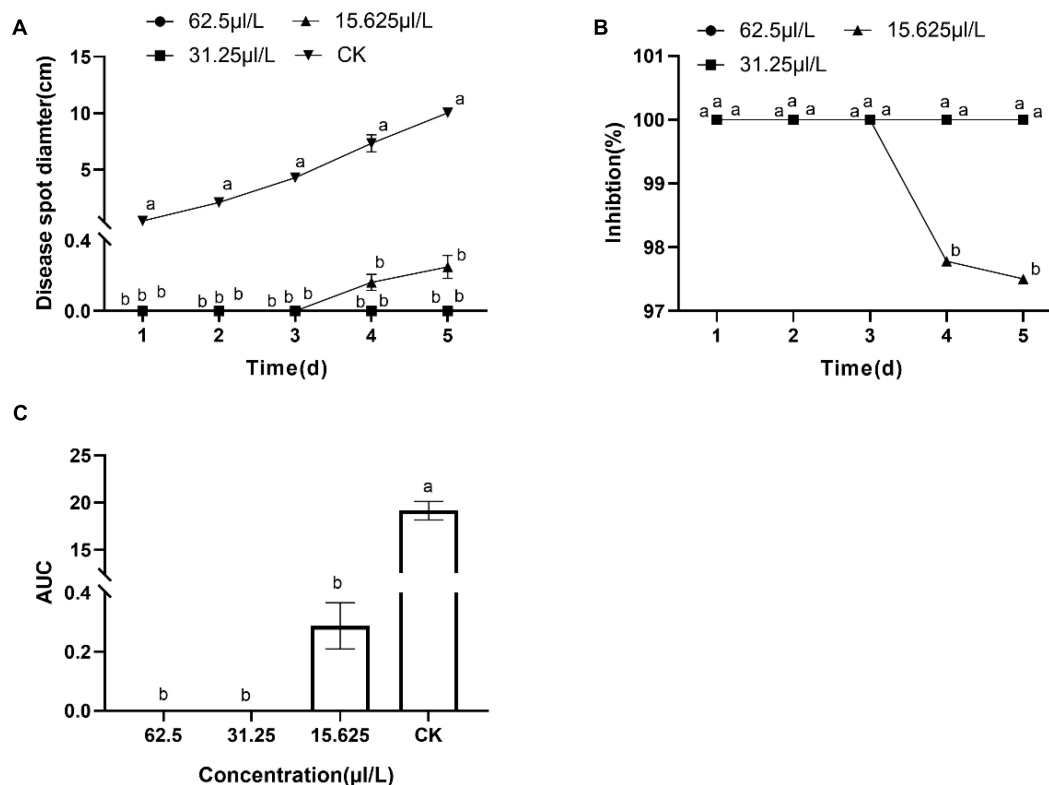 A
62.5µl/L 15.625µl/L
31.25µl/L CK
Disease spot diamter(cm)
15
10
5
0.4
0.0
a a a a a
b b
b b b b b b b b b b b b b
1 2 3 4 5
Time(d)
B
62.5µl/L 15.625µl/L
31.25µl/L
Inhibtion(%)
101
100
99
98
97
a a a a a a a a a a a a a
b b
1 2 3 4 5
Time(d)
C
AUC
25
20
15
0.4
0.2
0.0
b b b a
62.5 31.25 15.625 CK
Concentration(µl/L)